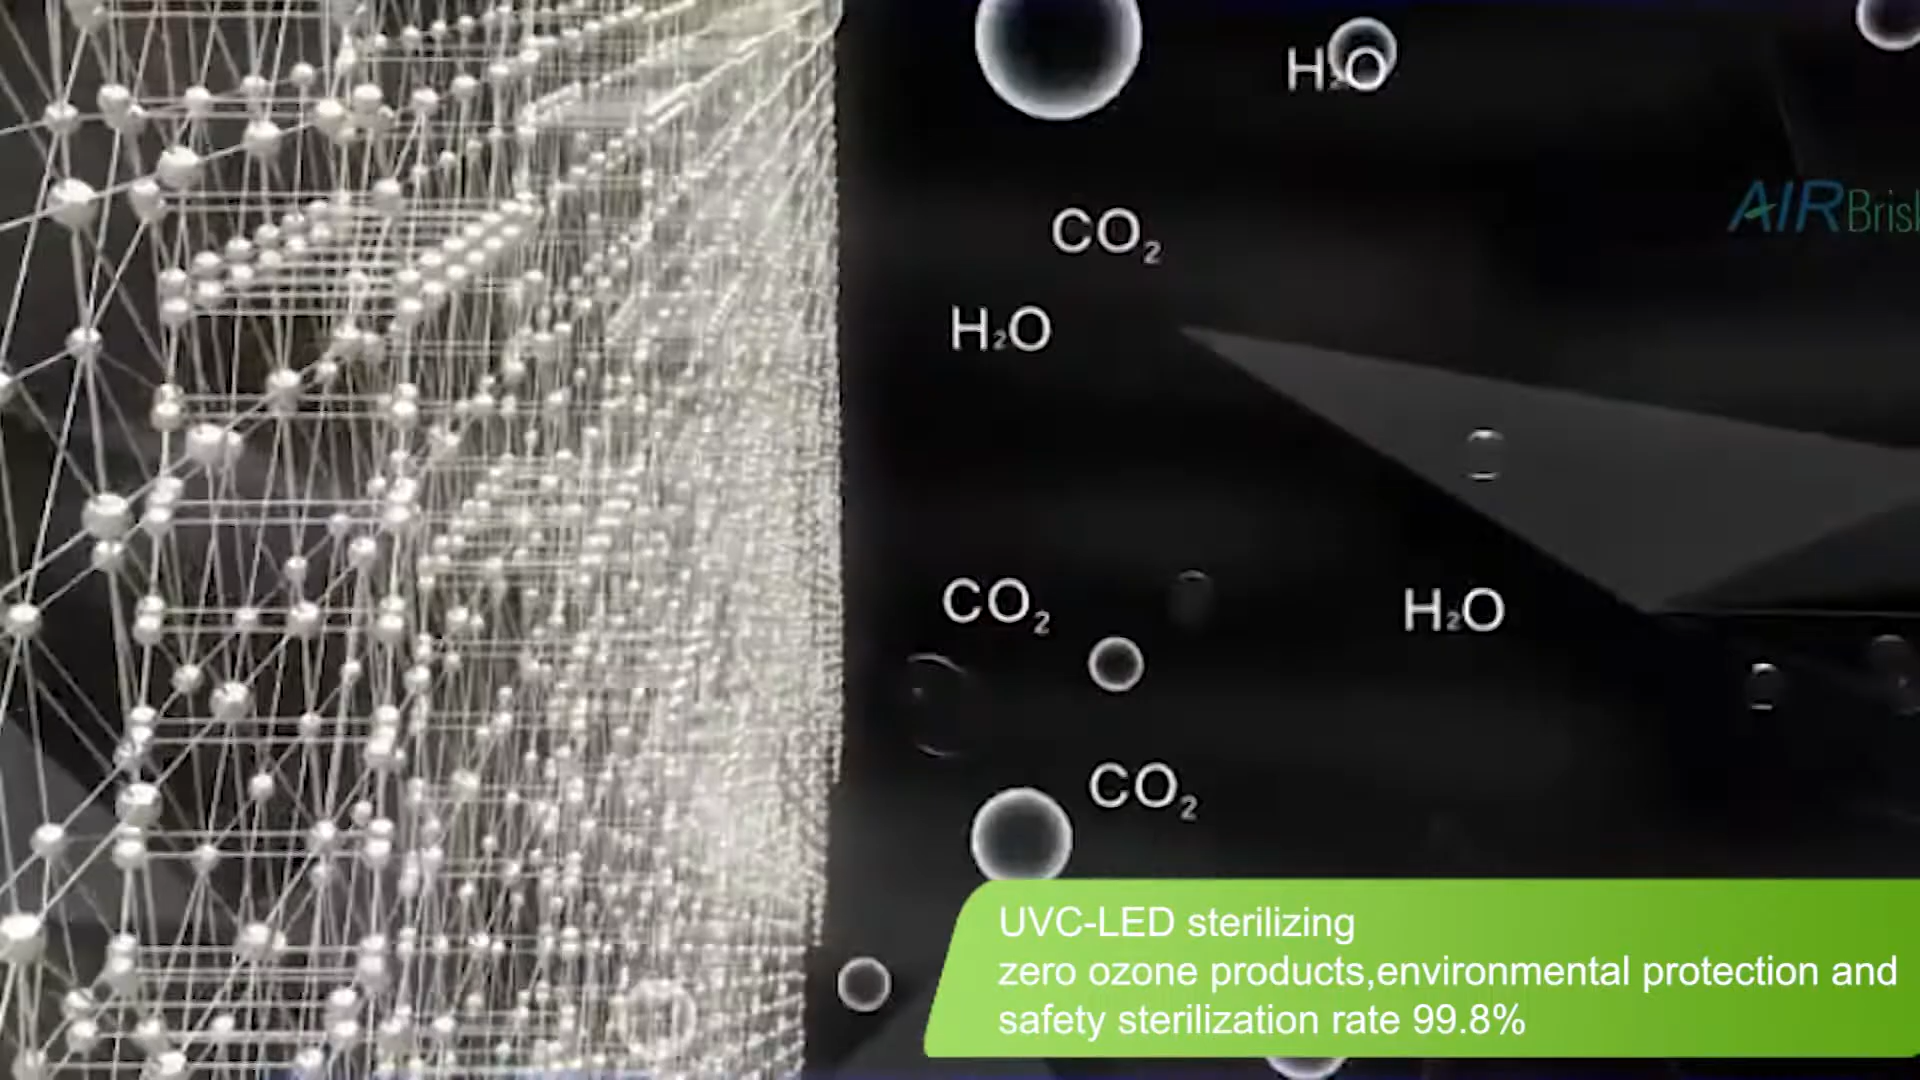 H₂O
CO₂
AIRBrish
H₂O
CO₂
H₂O
CO₂
UVC-LED sterilizing
zero ozone products,environmental protection and
safety sterilization rate 99.8%